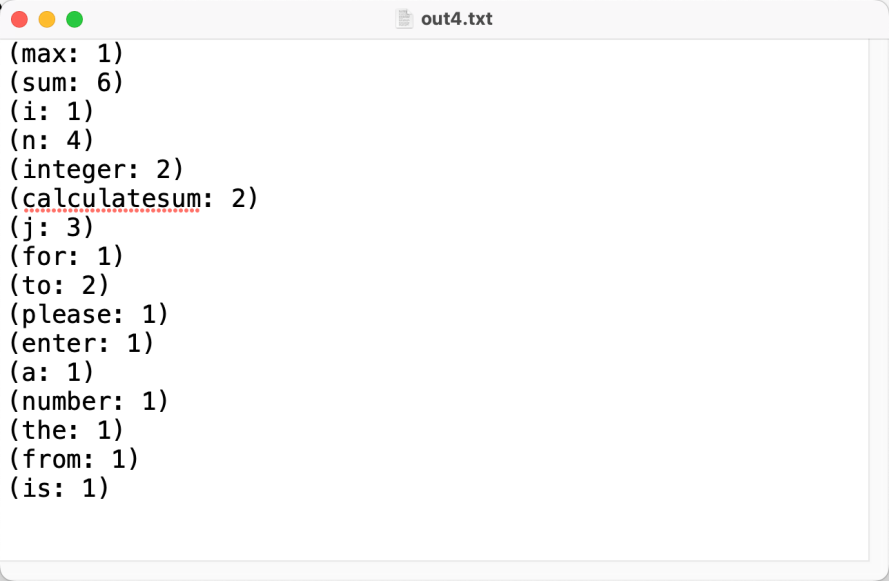 out4.txt
(max: 1)
(sum: 6)
(i: 1)
(n: 4)
(integer: 2)
(calculatesum: 2)
(j: 3)
(for: 1)
(to: 2)
(please: 1)
(enter: 1)
(a: 1)
(number: 1)
(the: 1)
(from: 1)
(is: 1)